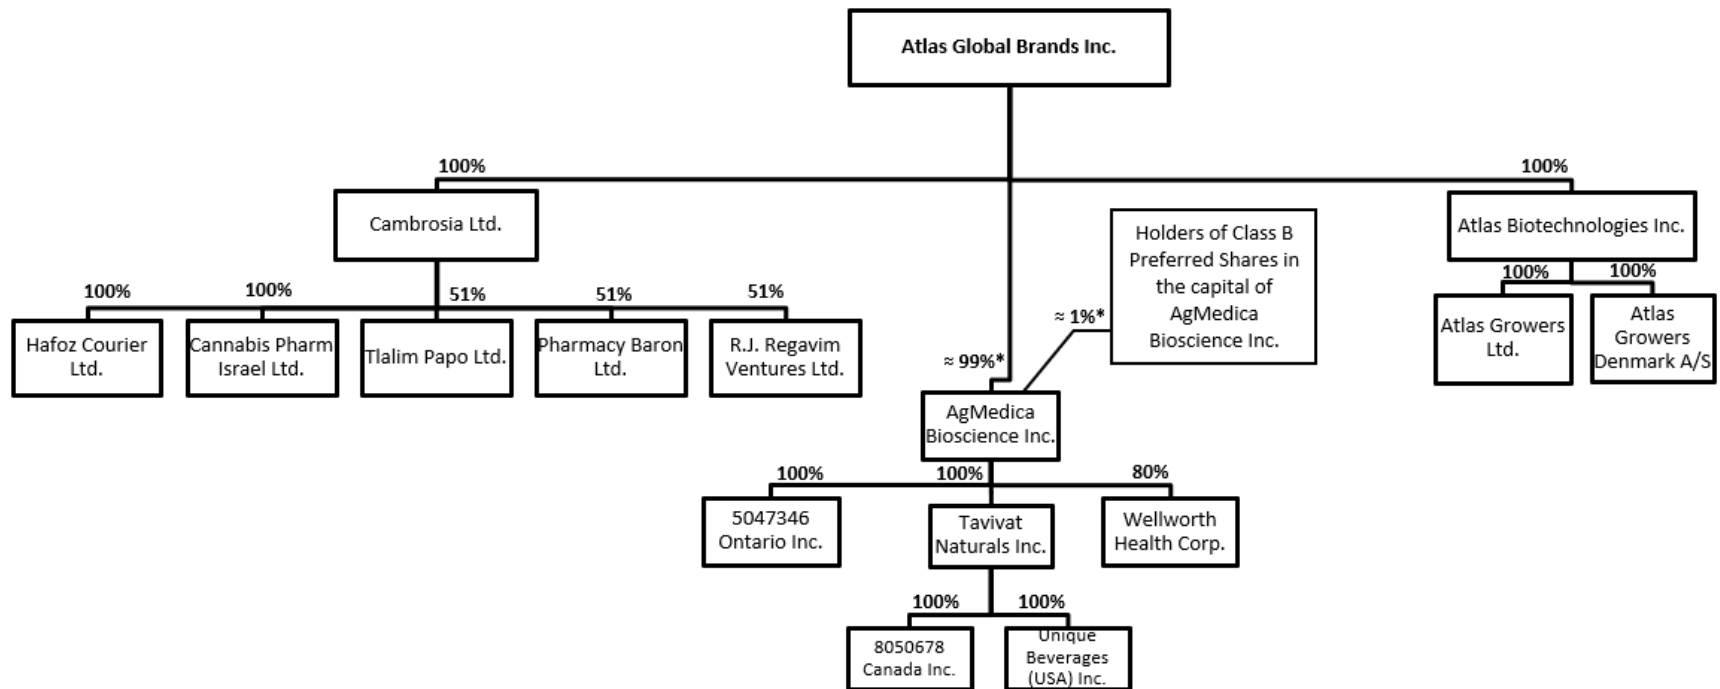 Atlas Global Brands Inc.
100%
100%
Cambrosia Ltd.
Atlas Biotechnologies Inc.
Holders of Class B
Preferred Shares in
the capital of
AgMedica
Bioscience Inc.
100%
100%
51%
51%
51%
100%
100%
Hafoz Courier
Ltd.
Cannabis Pharm
Israel Ltd.
Tlalim Papo Ltd.
Pharmacy Baron
Ltd.
R.J. Regavim
Ventures Ltd.
≈ 1%*
≈ 99%*
Atlas Growers
Ltd.
Atlas
Growers
Denmark A/S
AgMedica
Bioscience Inc.
100%
100%
80%
5047346
Ontario Inc.
Tavivat
Naturals Inc.
Wellworth
Health Corp.
100%
100%
8050678
Canada Inc.
Unique
Beverages
(USA) Inc.